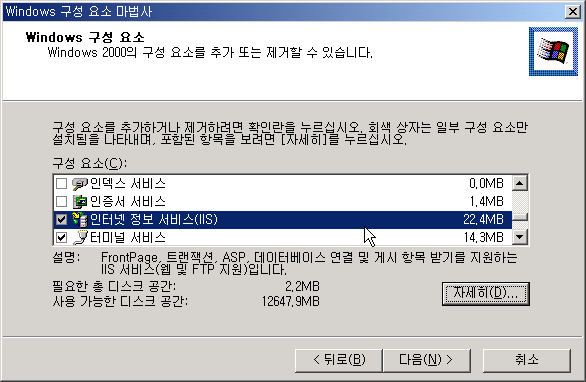 Windows 구성 요소 마법사
Windows 구성 요소
Windows 2000의 구성 요소를 추가 또는 제거할 수 있습니다.
구성 요소를 추가하거나 제거하려면 확인란을 누르십시오. 회색 상자는 일부 구성 요소만
설치됨을 나타내며, 포함된 항목을 보려면 [자세히]를 누르십시오.
구성 요소(C):
인덱스 서비스 0.0MB
인증서 서비스 1.4MB
인터넷 정보 서비스(IIS) 22.4MB
터미널 서비스 14.3MB
설명: FrontPage, 트랜잭션, ASP, 데이터베이스 연결 및 게시 항목 받기를 지원하는
IIS 서비스(웹 및 FTP 지원)입니다.
필요한 총 디스크 공간: 2.2MB
사용 가능한 디스크 공간: 12647.9MB
자세히(D)...
< 뒤로(B) 다음(N) > 취소